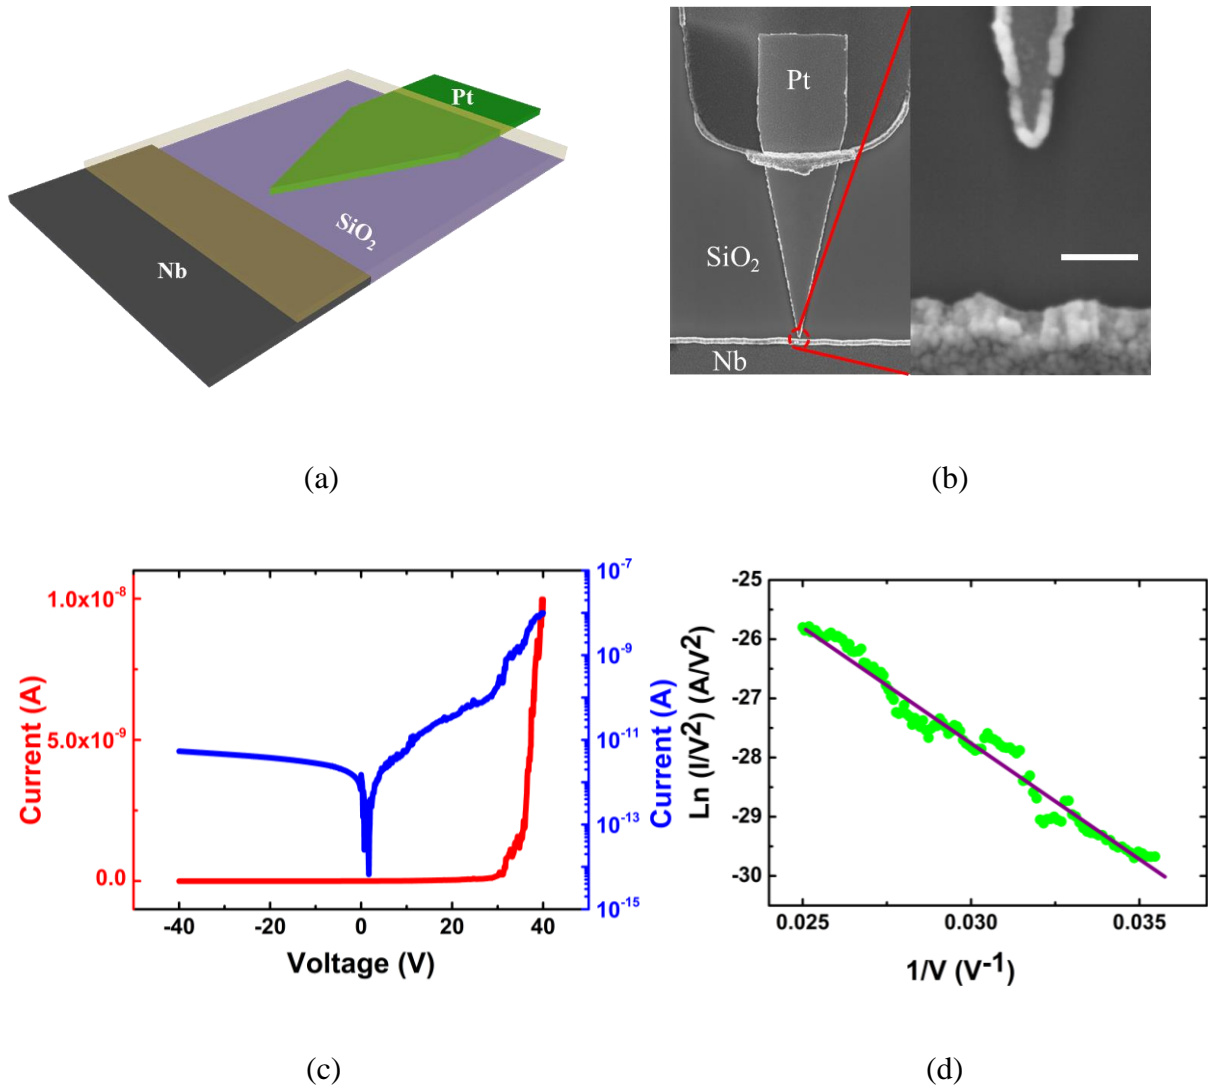 Pt
SiO2
Nb
(a)
Pt
SiO2
Nb
(b)
1.0x10-8
5.0x10-9
0.0
Current (A)
-40 -20 0 20 40
Voltage (V)
10-7
10-9
10-11
10-13
10-15
Current (A)
(c)
-25
-26
-27
-28
-29
-30
Ln (I/V2) (A/V2)
0.025 0.030 0.035
1/V (V-1)
(d)